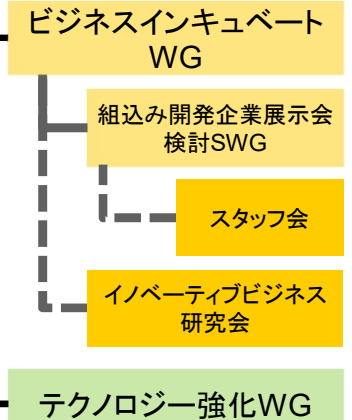 ビジネスインキュベート
WG
組込み開発企業展示会
検討SWG
スタッフ会
イノベーティブビジネス
研究会
テクノロジー強化WG